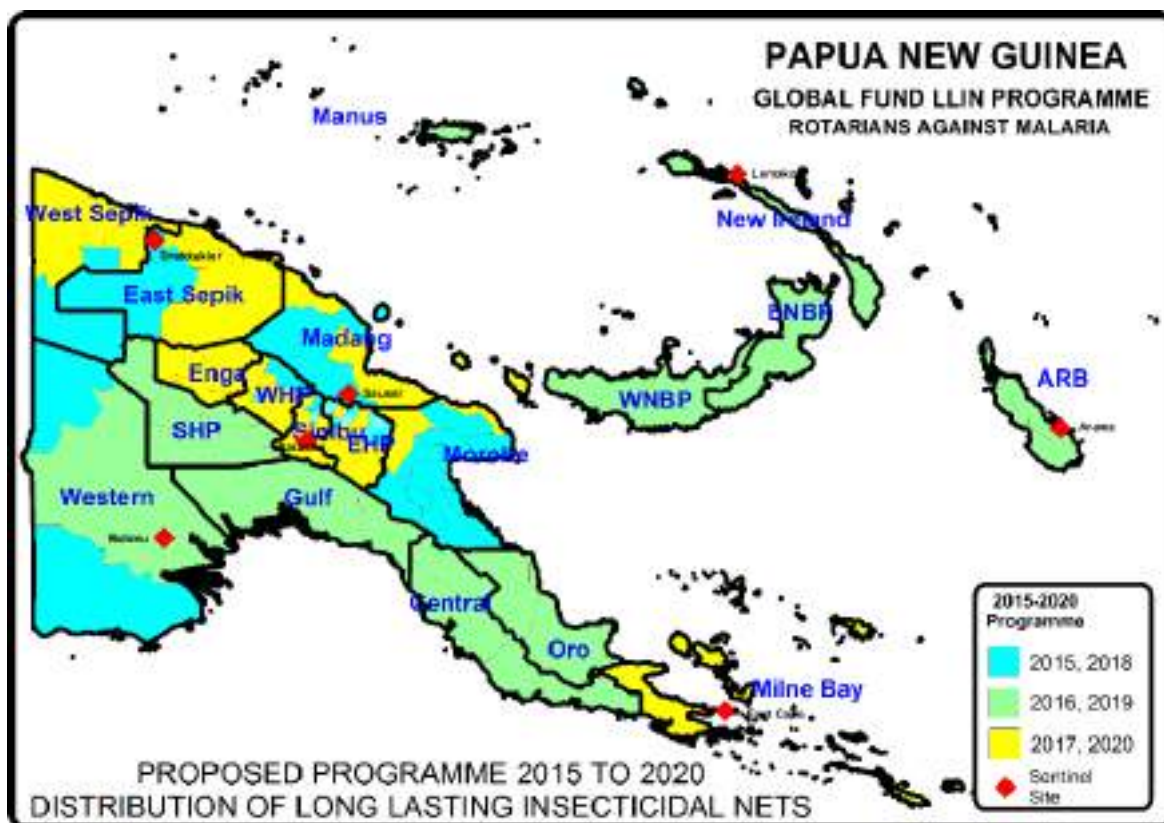 PAPUA NEW GUINEA
GLOBAL FUND LLIN PROGRAMME
ROTARIANS AGAINST MALARIA
Manus
West Sepik
New Ireland
East Sepik
ENBP
Madang
Enga
WHP
WNBP
ARB
SHP
Simbu
EHP
Morobe
Western
Gulf
Central
Oro
Milne Bay
2015-2020
Programme
2015, 2018
2016, 2019
2017, 2020
Sentinel
Site
PROPOSED PROGRAMME 2015 TO 2020
DISTRIBUTION OF LONG LASTING INSECTICIDAL NETS